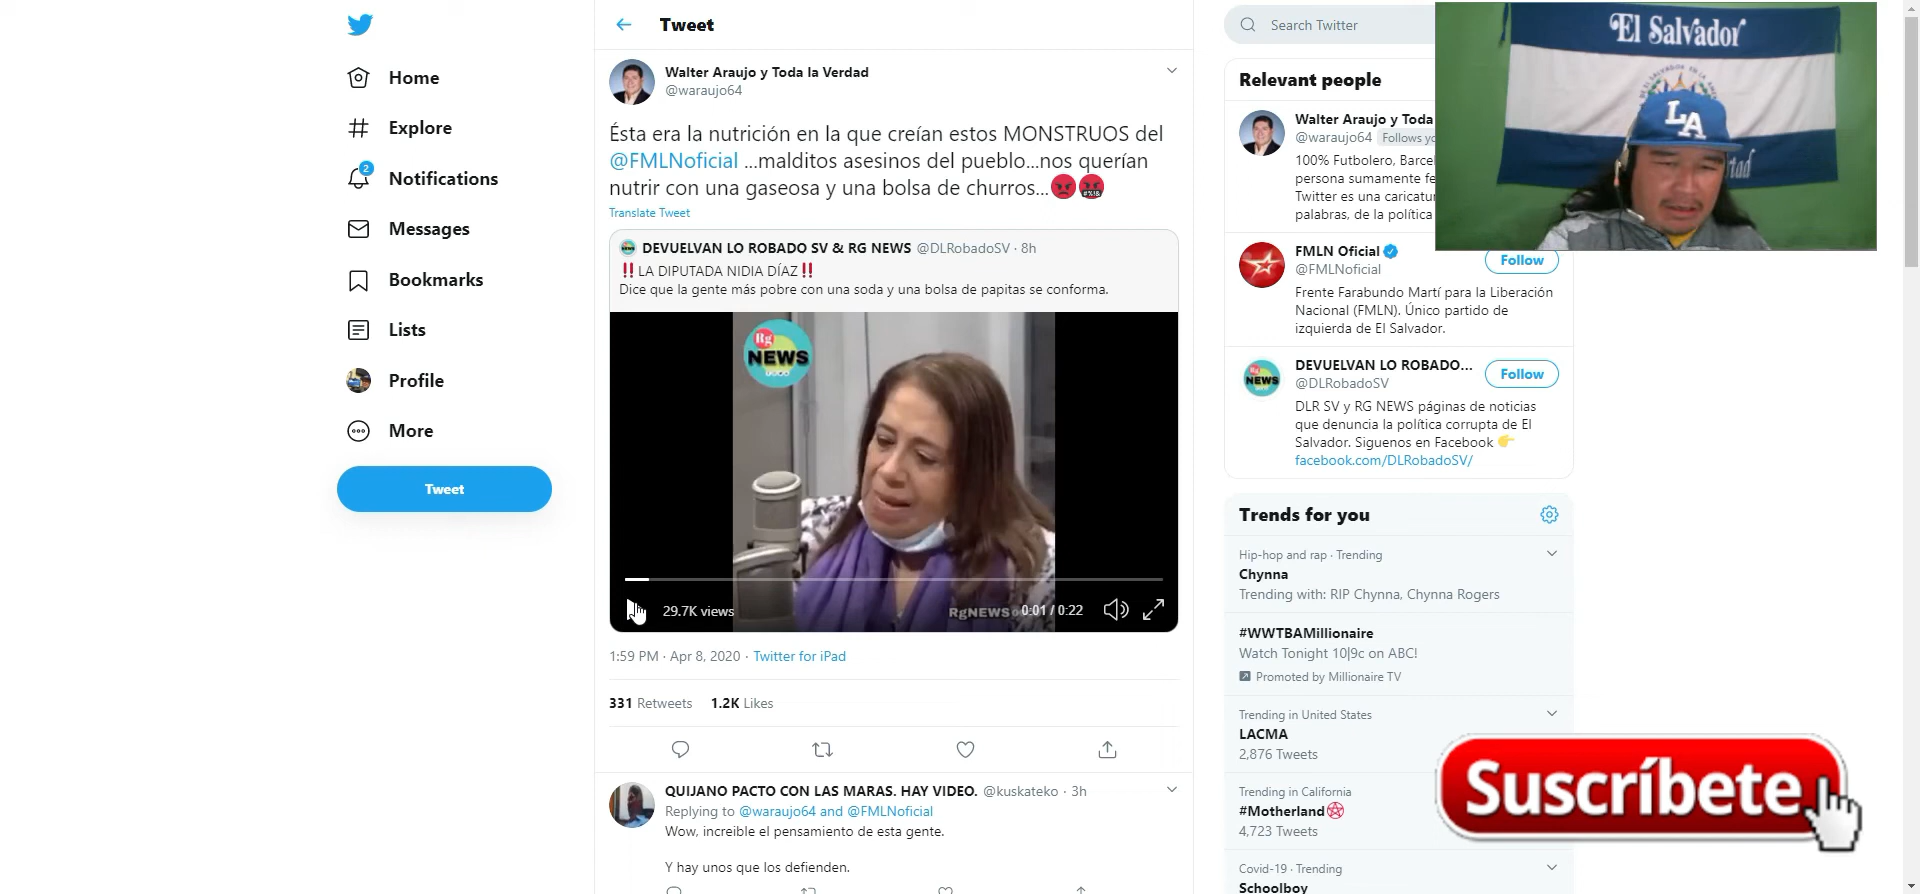 Home
Explore
2
Notifications
Messages
Bookmarks
Lists
Profile
More
Tweet
Tweet
Walter Araujo y Toda la Verdad
@waraujo64
Ésta era la nutrición en la que creían estos MONSTRUOS del
@FMLNoficial ...malditos asesinos del pueblo...nos querían
nutrir con una gaseosa y una bolsa de churros...😡🤬
Translate Tweet
DEVUELVAN LO ROBADO SV & RG NEWS @DLRobadoSV · 8h
‼️LA DIPUTADA NIDIA DÍAZ‼️
Dice que la gente más pobre con una soda y una bolsa de papitas se conforma.
Rg
NEWS
29.7K views
RgNEWS
0:01 / 0:22
1:59 PM · Apr 8, 2020 · Twitter for iPad
331 Retweets 1.2K Likes
QUIJANO PACTO CON LAS MARAS. HAY VIDEO. @kuskateko · 3h
Replying to @waraujo64 and @FMLNoficial
Wow, increible el pensamiento de esta gente.
Y hay unos que los defienden.
Search Twitter
Relevant people
Walter Araujo y Toda
@waraujo64 Follows yo
100% Futbolero, Barcel
persona sumamente fe
Twitter es una caricatur
palabras, de la política
FMLN Oficial
@FMLNoficial
Follow
Frente Farabundo Martí para la Liberación
Nacional (FMLN). Único partido de
izquierda de El Salvador.
DEVUELVAN LO ROBADO...
@DLRobadoSV
Follow
Rg
NEWS
DLR SV y RG NEWS páginas de noticias
que denuncia la política corrupta de El
Salvador. Siguenos en Facebook 👉
facebook.com/DLRobadoSV/
Trends for you
Hip-hop and rap · Trending
Chynna
Trending with: RIP Chynna, Chynna Rogers
#WWTBAMillionaire
Watch Tonight 10|9c on ABC!
Promoted by Millionaire TV
Trending in United States
LACMA
2,876 Tweets
Trending in California
#Motherland
4,723 Tweets
Covid-19 · Trending
Schoolboy
El Salvador
LA
rtad
Suscríbete